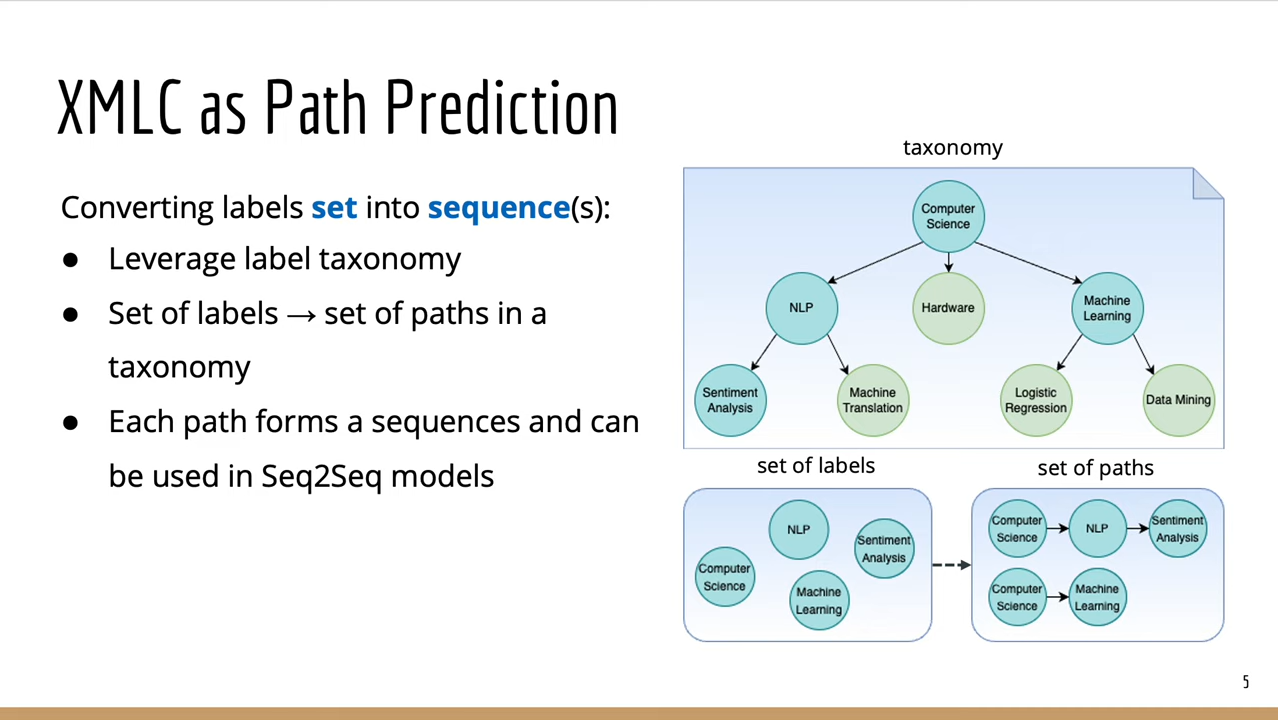 XMLC as Path Prediction
Converting labels set into sequence(s):
● Leverage label taxonomy
● Set of labels → set of paths in a
taxonomy
● Each path forms a sequences and can
be used in Seq2Seq models
taxonomy
Computer
Science
NLP
Hardware
Machine
Learning
Sentiment
Analysis
Machine
Translation
Logistic
Regression
Data Mining
set of labels
NLP
Sentiment
Analysis
Computer
Science
Machine
Learning
set of paths
Computer
Science
NLP
Sentiment
Analysis
Computer
Science
Machine
Learning
5